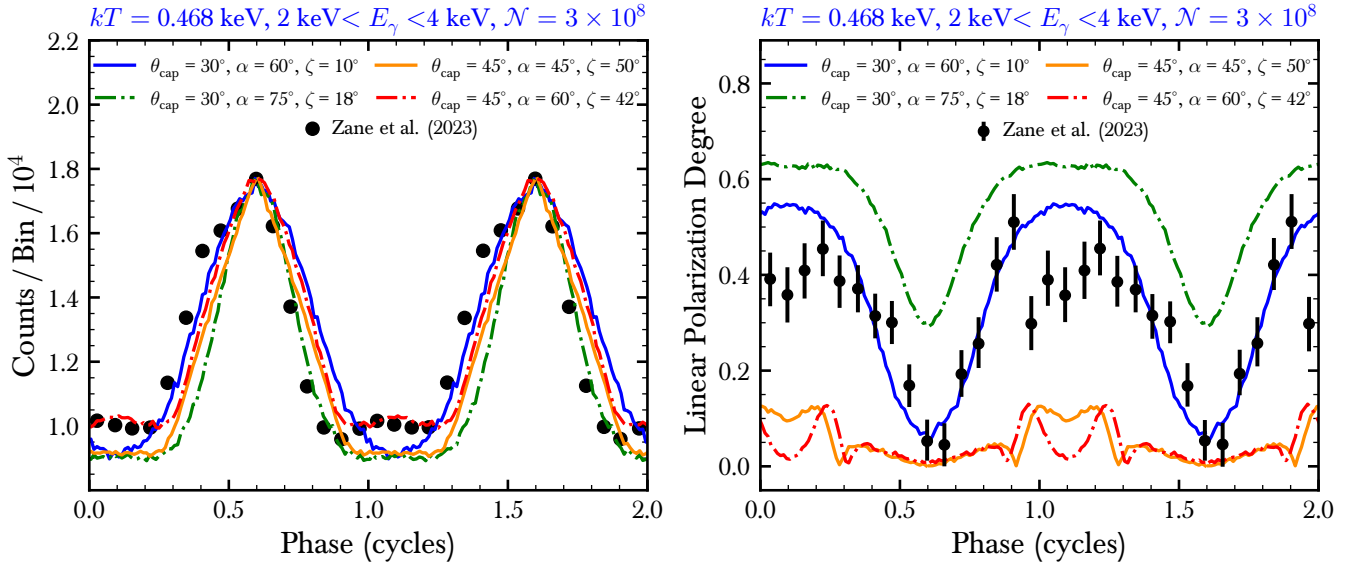 kT = 0.468 keV, 2 keV< E_γ <4 keV, 𝒩 = 3 × 10^8
2.2
2.0
1.8
1.6
1.4
1.2
1.0
Counts / Bin / 10^4
θ_cap = 30°, α = 60°, ζ = 10°
θ_cap = 45°, α = 45°, ζ = 50°
θ_cap = 30°, α = 75°, ζ = 18°
θ_cap = 45°, α = 60°, ζ = 42°
Zane et al. (2023)
0.0 0.5 1.0 1.5 2.0
Phase (cycles)
kT = 0.468 keV, 2 keV< E_γ <4 keV, 𝒩 = 3 × 10^8
0.8
0.6
0.4
0.2
0.0
Linear Polarization Degree
θ_cap = 30°, α = 60°, ζ = 10°
θ_cap = 45°, α = 45°, ζ = 50°
θ_cap = 30°, α = 75°, ζ = 18°
θ_cap = 45°, α = 60°, ζ = 42°
Zane et al. (2023)
0.0 0.5 1.0 1.5 2.0
Phase (cycles)